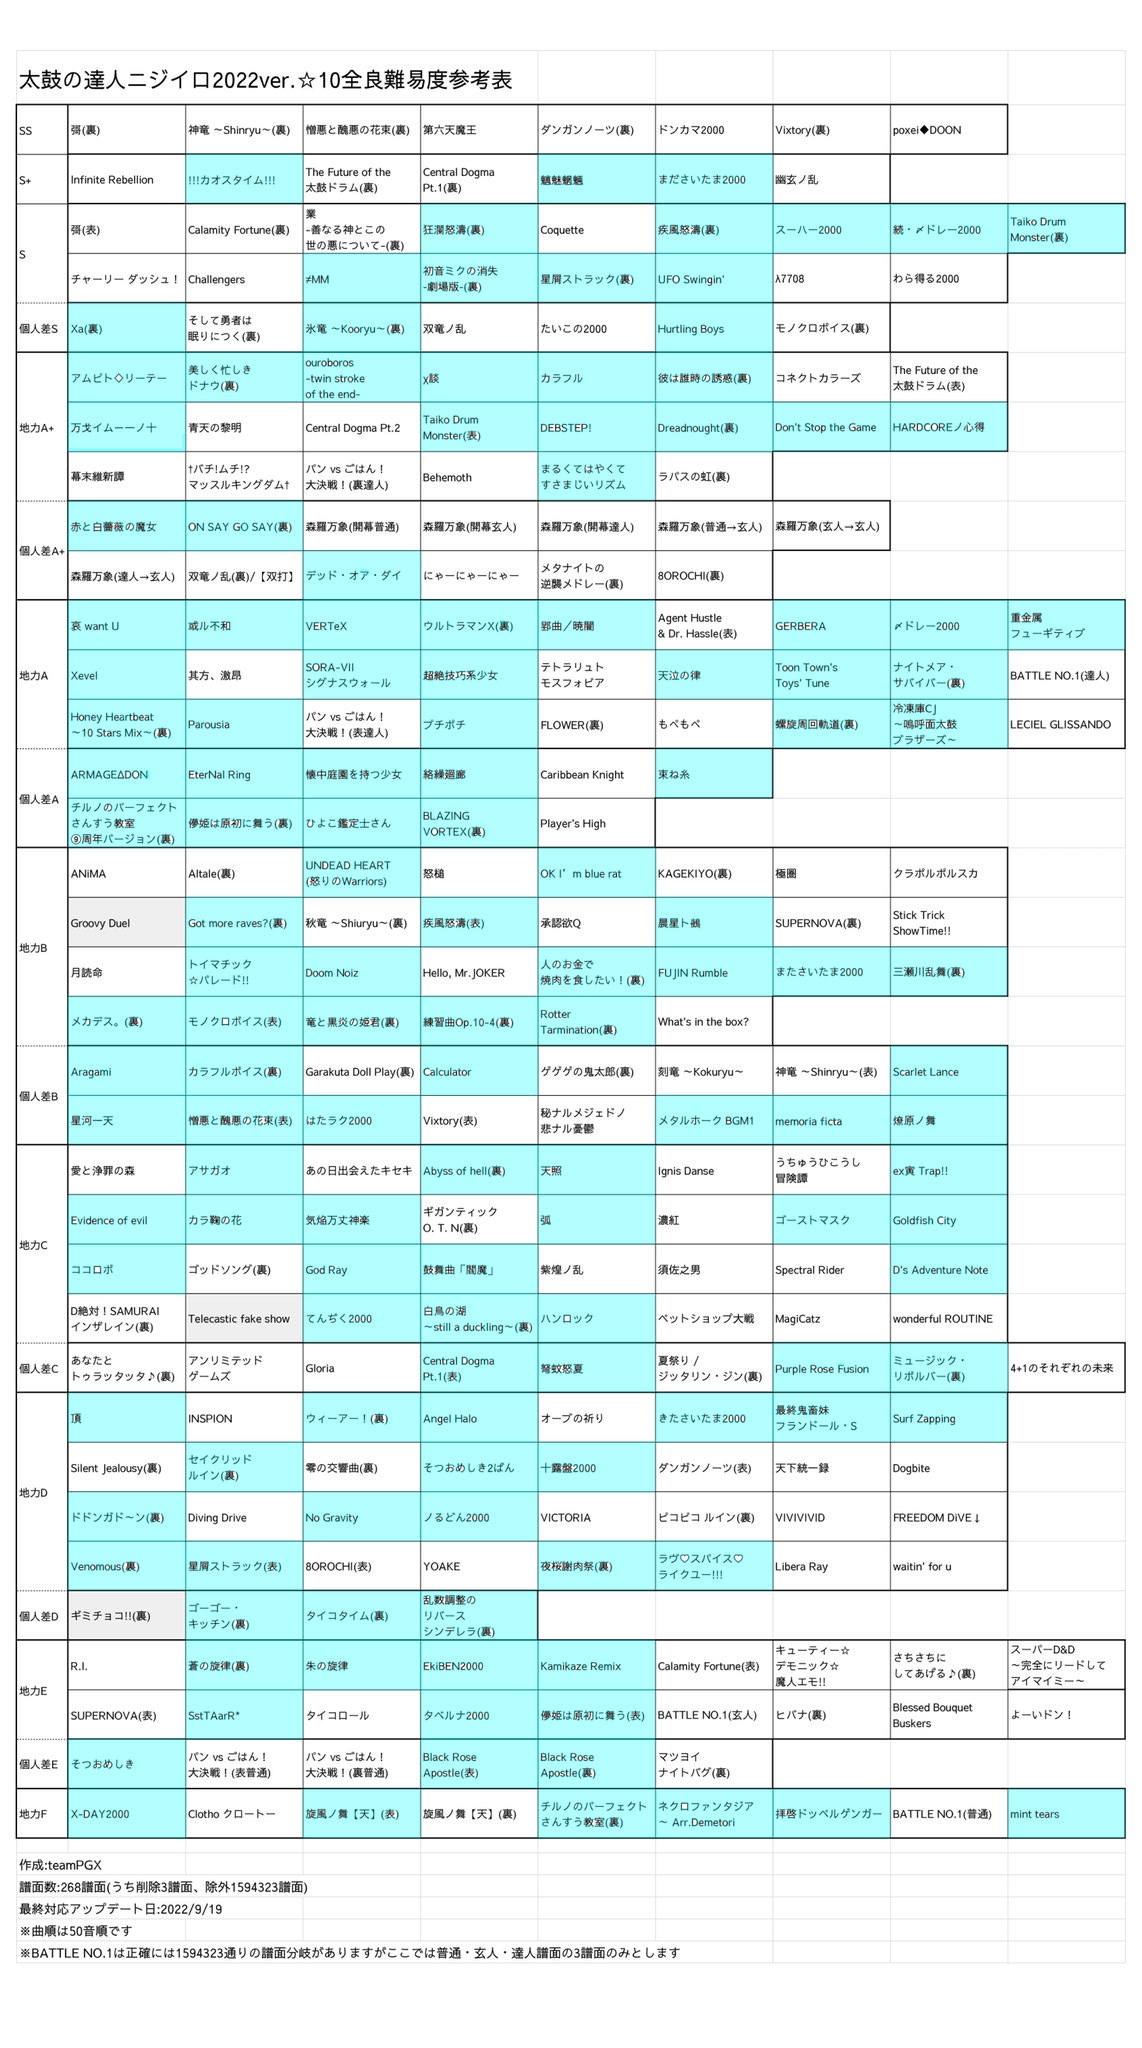 太鼓の達人ニジイロ2022ver.☆10全良難易度参考表
SS
彁(裏)
神竜 ～Shinryu～(裏)
憎悪と醜悪の花束(裏)
第六天魔王
ダンガンノーツ(裏)
ドンカマ2000
Vixtory(裏)
poxei◆DOON
S+
Infinite Rebellion
!!!カオスタイム!!!
The Future of the
太鼓ドラム(裏)
Central Dogma
Pt.1(裏)
魑魅魍魎
まださいたま2000
幽玄ノ乱
S
彁(表)
Calamity Fortune(裏)
業
-善なる神とこの
世の悪について-(裏)
狂瀾怒濤(裏)
Coquette
疾風怒濤(裏)
スーハー2000
続・〆ドレー2000
Taiko Drum
Monster(裏)
チャーリー ダッシュ！
Challengers
≠MM
初音ミクの消失
-劇場版-(裏)
星屑ストラック(裏)
UFO Swingin'
λ7708
わら得る2000
個人差S
Xa(裏)
そして勇者は
眠りにつく(裏)
氷竜 ～Kooryu～(裏)
双竜ノ乱
たいこの2000
Hurtling Boys
モノクロボイス(裏)
地力A+
アムピト◇リーテー
美しく忙しき
ドナウ(裏)
ouroboros
-twin stroke
of the end-
χ談
カラフル
彼は誰時の誘惑(裏)
コネクトカラーズ
The Future of the
太鼓ドラム(表)
万戈イムー一ノ十
青天の黎明
Central Dogma Pt.2
Taiko Drum
Monster(表)
DEBSTEP!
Dreadnought(裏)
Don't Stop the Game
HARDCOREノ心得
幕末維新譚
†パチ!ムチ!?
マッスルキングダム†
パン vs ごはん！
大決戦！(裏達人)
Behemoth
まるくてはやくて
すさまじいリズム
ラパスの虹(裏)
個人差A+
赤と白薔薇の魔女
ON SAY GO SAY(裏)
森羅万象(開幕普通)
森羅万象(開幕玄人)
森羅万象(開幕達人)
森羅万象(普通→玄人)
森羅万象(玄人→玄人)
森羅万象(達人→玄人)
双竜ノ乱(裏)/【双打】
デッド・オア・ダイ
にゃーにゃーにゃー
メタナイトの
逆襲メドレー(裏)
8OROCHI(裏)
地力A
哀 want U
或ル不和
VERTeX
ウルトラマンX(裏)
郢曲／暁闇
Agent Hustle
& Dr. Hassle(表)
GERBERA
〆ドレー2000
重金属
フューギティブ
Xevel
其方、激昂
SORA-VII
シグナスウォール
超絶技巧系少女
テトラリュト
モスフォビア
天泣の律
Toon Town's
Toys' Tune
ナイトメア・
サバイバー(裏)
BATTLE NO.1(達人)
Honey Heartbeat
～10 Stars Mix～(裏)
Parousia
パン vs ごはん！
大決戦！(表達人)
プチポチ
FLOWER(裏)
もぺもぺ
螺旋周回軌道(裏)
冷凍庫CJ
～嗚呼面太鼓
ブラザーズ～
LECIEL GLISSANDO
個人差A
ARMAGEΔDON
EterNal Ring
懐中庭園を持つ少女
絡繰廻廊
Caribbean Knight
束ね糸
チルノのパーフェクト
さんすう教室
⑨周年バージョン(裏)
儚姫は原初に舞う(裏)
ひよこ鑑定士さん
BLAZING
VORTEX(裏)
Player's High
地力B
ANiMA
Altale(裏)
UNDEAD HEART
(怒りのWarriors)
怒槌
OK I’m blue rat
KAGEKIYO(裏)
極圏
クラポルポルスカ
Groovy Duel
Got more raves?(裏)
秋竜 ～Shiuryu～(裏)
疾風怒濤(表)
承認欲Q
晨星ト鵺
SUPERNOVA(裏)
Stick Trick
ShowTime!!
月読命
トイマチック
☆パレード!!
Doom Noiz
Hello, Mr.JOKER
人のお金で
焼肉を食したい！(裏)
FUJIN Rumble
またさいたま2000
三瀬川乱舞(裏)
メカデス。(裏)
モノクロボイス(表)
竜と黒炎の姫君(裏)
練習曲Op.10-4(裏)
Rotter
Tarmination(裏)
What's in the box?
個人差B
Aragami
カラフルボイス(裏)
Garakuta Doll Play(裏)
Calculator
ゲゲゲの鬼太郎(裏)
刻竜 ～Kokuryu～
神竜 ～Shinryu～(表)
Scarlet Lance
星河一天
憎悪と醜悪の花束(表)
はたラク2000
Vixtory(表)
秘ナルメジェドノ
悲ナル憂鬱
メタルホーク BGM1
memoria ficta
燎原ノ舞
地力C
愛と浄罪の森
アサガオ
あの日出会えたキセキ
Abyss of hell(裏)
天照
Ignis Danse
うちゅうひこうし
冒険譚
ex寅 Trap!!
Evidence of evil
カラ鞠の花
気焔万丈神楽
ギガンティック
O. T. N(裏)
弧
濃紅
ゴーストマスク
Goldfish City
ココロボ
ゴッドソング(裏)
God Ray
鼓舞曲「閻魔」
紫煌ノ乱
須佐之男
Spectral Rider
D's Adventure Note
D絶対！SAMURAI
インザレイン(裏)
Telecastic fake show
てんぢく2000
白鳥の湖
～still a duckling～(裏)
ハンロック
ペットショップ大戦
MagiCatz
wonderful ROUTINE
個人差C
あなたと
トゥラッタッタ♪(裏)
アンリミテッド
ゲームズ
Gloria
Central Dogma
Pt.1(表)
弩蚊怒夏
夏祭り /
ジッタリン・ジン(裏)
Purple Rose Fusion
ミュージック・
リボルバー(裏)
4+1のそれぞれの未来
地力D
頂
INSPION
ウィーアー！(裏)
Angel Halo
オーブの祈り
きたさいたま2000
最終鬼畜妹
フランドール・S
Surf Zapping
Silent Jealousy(裏)
セイクリッド
ルイン(裏)
零の交響曲(裏)
そつおめしき2ぱん
十露盤2000
ダンガンノーツ(表)
天下統一録
Dogbite
ドドンガド～ン(裏)
Diving Drive
No Gravity
ノるどん2000
VICTORIA
ピコピコ ルイン(裏)
VIVIVIVID
FREEDOM DiVE↓
Venomous(裏)
星屑ストラック(表)
8OROCHI(表)
YOAKE
夜桜謝肉祭(裏)
ラヴ♡スパイス♡
ライクユー!!!
Libera Ray
waitin' for u
個人差D
ギミチョコ!!(裏)
ゴーゴー・
キッチン(裏)
タイコタイム(裏)
乱数調整の
リバース
シンデレラ(裏)
地力E
R.I.
蒼の旋律(裏)
朱の旋律
EkiBEN2000
Kamikaze Remix
Calamity Fortune(表)
キューティー☆
デモニック☆
魔人エモ!!
さちさちに
してあげる♪(裏)
スーパーD&D
～完全にリードして
アイマイミー～
SUPERNOVA(表)
SstTAarR*
タイコロール
タベルナ2000
儚姫は原初に舞う(表)
BATTLE NO.1(玄人)
ヒバナ(裏)
Blessed Bouquet
Buskers
よーいドン！
個人差E
そつおめしき
パン vs ごはん！
大決戦！(表普通)
パン vs ごはん！
大決戦！(裏普通)
Black Rose
Apostle(表)
Black Rose
Apostle(裏)
マツヨイ
ナイトバグ(裏)
地力F
X-DAY2000
Clotho クロートー
旋風ノ舞【天】(表)
旋風ノ舞【天】(裏)
チルノのパーフェクト
さんすう教室(裏)
ネクロファンタジア
～ Arr.Demetori
拝啓ドッペルゲンガー
BATTLE NO.1(普通)
mint tears
作成:teamPGX
譜面数:268譜面(うち削除3譜面、除外1594323譜面)
最終対応アップデート日:2022/9/19
※曲順は50音順です
※BATTLE NO.1は正確には1594323通りの譜面分岐がありますがここでは普通・玄人・達人譜面の3譜面のみとします